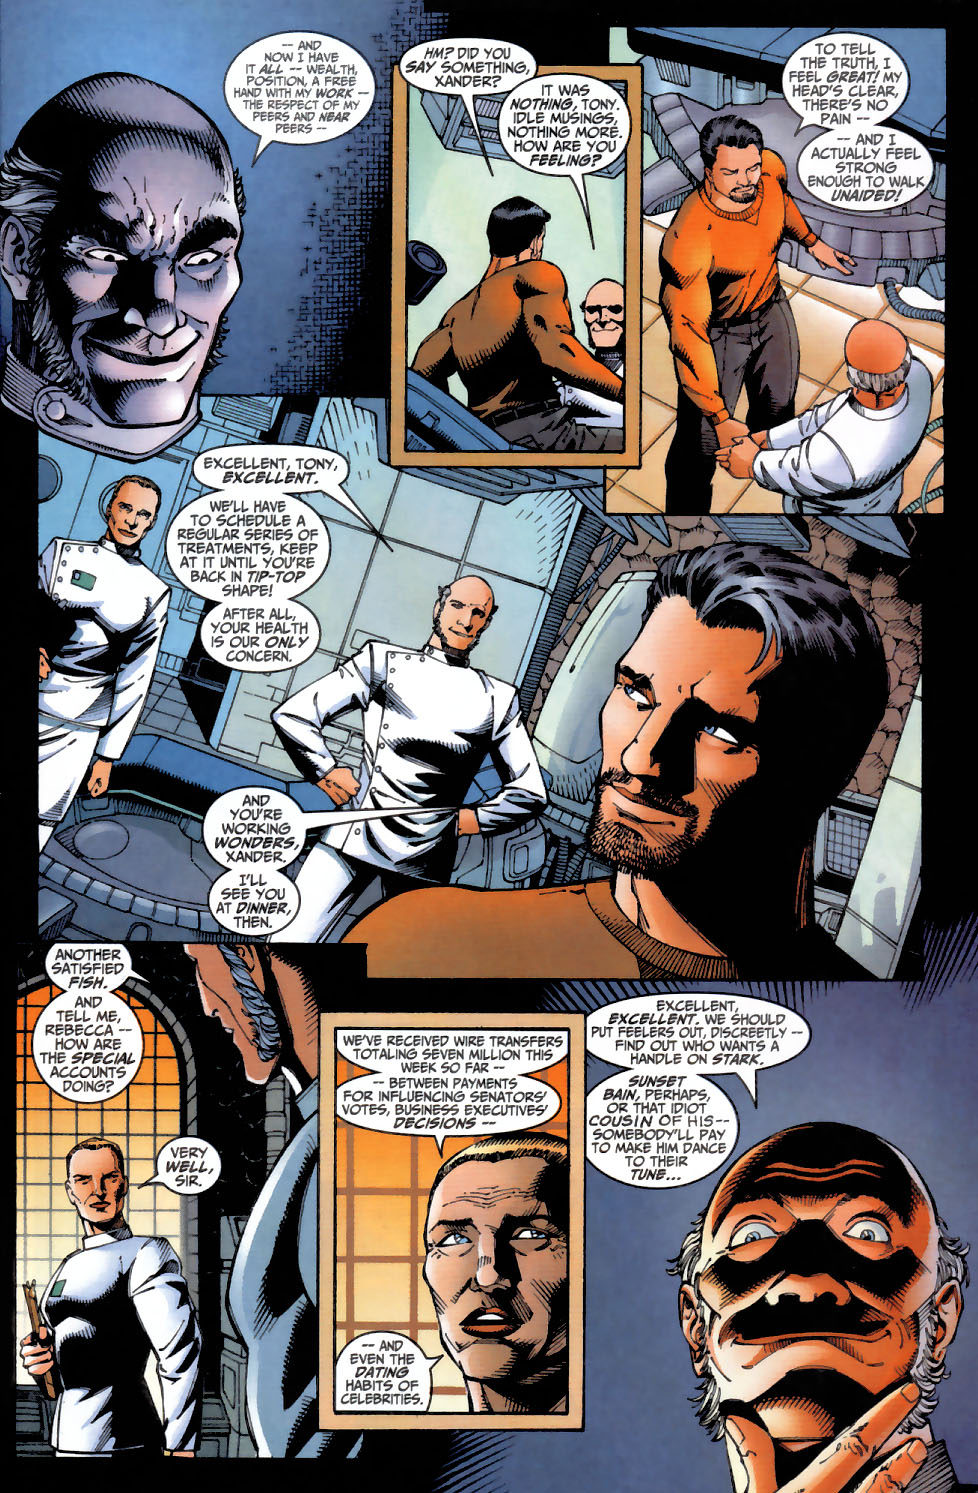 -- AND
NOW I HAVE
IT ALL -- WEALTH,
POSITION, A FREE
HAND WITH MY WORK --
THE RESPECT OF MY
PEERS AND NEAR
PEERS --
HM? DID YOU
SAY SOMETHING,
XANDER?
IT WAS
NOTHING, TONY.
IDLE MUSINGS,
NOTHING MORE.
HOW ARE YOU
FEELING?
TO TELL
THE TRUTH, I
FEEL GREAT! MY
HEAD'S CLEAR,
THERE'S NO
PAIN --
-- AND I
ACTUALLY FEEL
STRONG
ENOUGH TO WALK
UNAIDED!
EXCELLENT, TONY,
EXCELLENT.
WE'LL HAVE
TO SCHEDULE A
REGULAR SERIES OF
TREATMENTS, KEEP
AT IT UNTIL YOU'RE
BACK IN TIP-TOP
SHAPE!
AFTER ALL,
YOUR HEALTH
IS OUR ONLY
CONCERN.
AND
YOU'RE
WORKING
WONDERS,
XANDER.
I'LL
SEE YOU
AT DINNER,
THEN.
ANOTHER
SATISFIED
FISH.
AND
TELL ME,
REBECCA --
HOW ARE
THE SPECIAL
ACCOUNTS
DOING?
VERY
WELL,
SIR.
WE'VE RECEIVED WIRE TRANSFERS
TOTALING SEVEN MILLION THIS
WEEK SO FAR --
-- BETWEEN PAYMENTS
FOR INFLUENCING SENATORS'
VOTES, BUSINESS EXECUTIVES'
DECISIONS --
-- AND
EVEN THE
DATING
HABITS OF
CELEBRITIES.
EXCELLENT,
EXCELLENT. WE SHOULD
PUT FEELERS OUT, DISCREETLY --
FIND OUT WHO WANTS A
HANDLE ON STARK.
SUNSET
BAIN, PERHAPS,
OR THAT IDIOT
COUSIN OF HIS--
SOMEBODY'LL PAY
TO MAKE HIM DANCE
TO THEIR
TUNE...